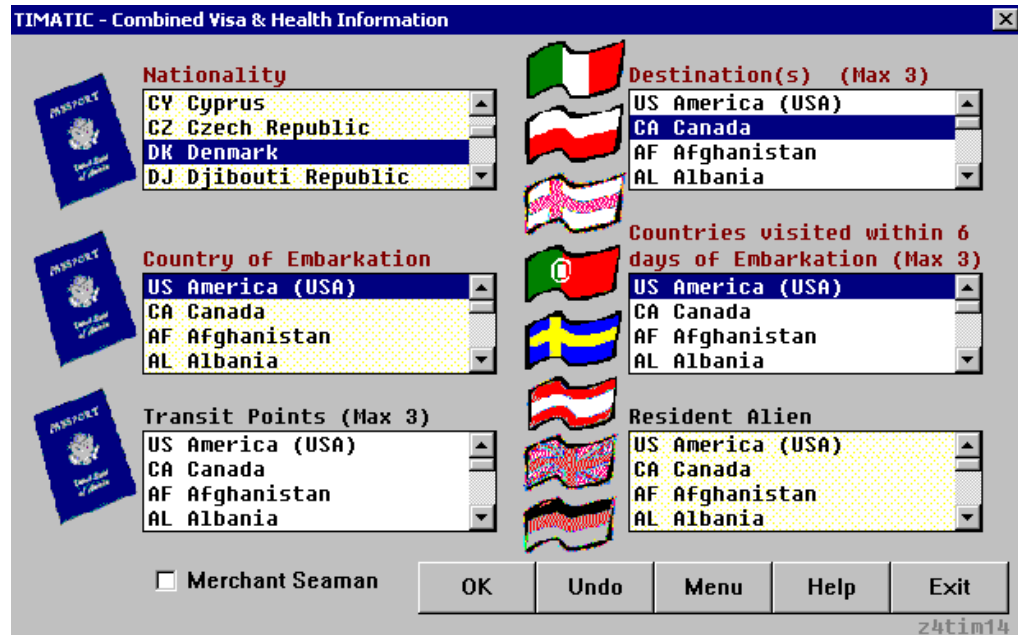 TIMATIC - Combined Visa & Health Information
Nationality
CY Cyprus
CZ Czech Republic
DK Denmark
DJ Djibouti Republic
Destination(s) (Max 3)
US America (USA)
CA Canada
AF Afghanistan
AL Albania
Country of Embarkation
US America (USA)
CA Canada
AF Afghanistan
AL Albania
Countries visited within 6
days of Embarkation (Max 3)
US America (USA)
CA Canada
AF Afghanistan
AL Albania
Transit Points (Max 3)
US America (USA)
CA Canada
AF Afghanistan
AL Albania
Resident Alien
US America (USA)
CA Canada
AF Afghanistan
AL Albania
PASSPORT
PASSPORT
PASSPORT
Merchant Seaman
OK Undo Menu Help Exit
z4tim14